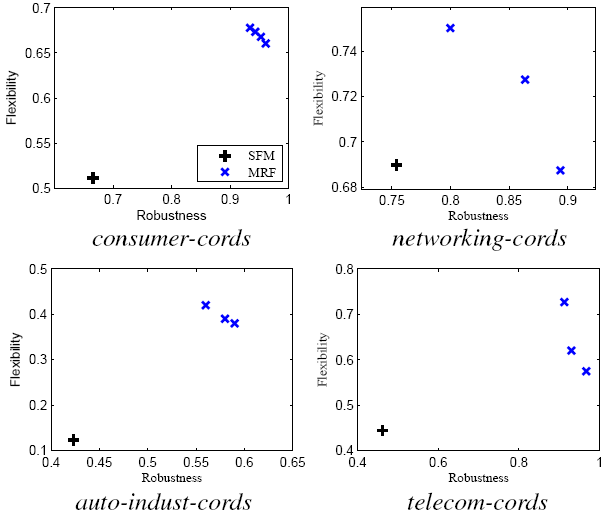 0.7
0.65
0.6
0.55
0.5
Flexibility
SFM
MRF
0.7 0.8 0.9 1
Robustness
consumer-cords
0.74
0.72
0.7
0.68
Flexibility
0.75 0.8 0.85 0.9
Robustness
networking-cords
0.5
0.4
0.3
0.2
0.1
Flexibility
0.4 0.45 0.5 0.55 0.6 0.65
Robustness
auto-indust-cords
0.8
0.7
0.6
0.5
0.4
Flexibility
0.4 0.6 0.8 1
Robustness
telecom-cords